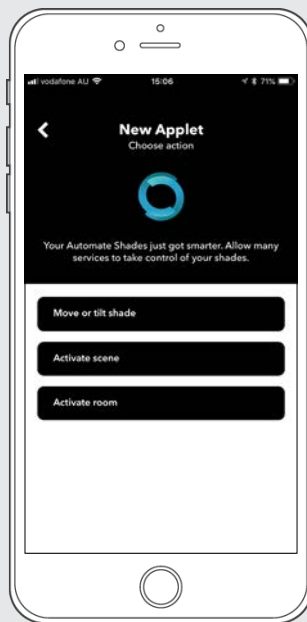 vodafone AU 15:06 71%
New Applet
Choose action
Your Automate Shades just got smarter. Allow many
services to take control of your shades.
Move or tilt shade
Activate scene
Activate room